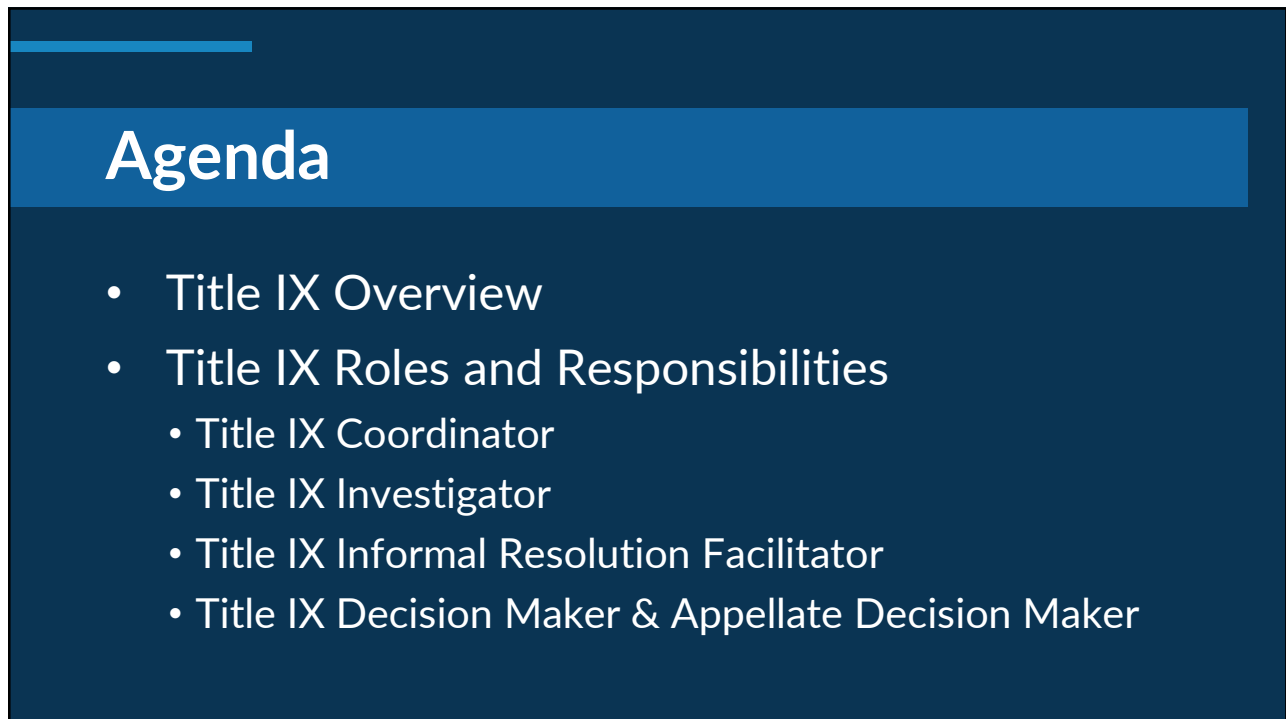 Agenda
• Title IX Overview
• Title IX Roles and Responsibilities
• Title IX Coordinator
• Title IX Investigator
• Title IX Informal Resolution Facilitator
• Title IX Decision Maker & Appellate Decision Maker